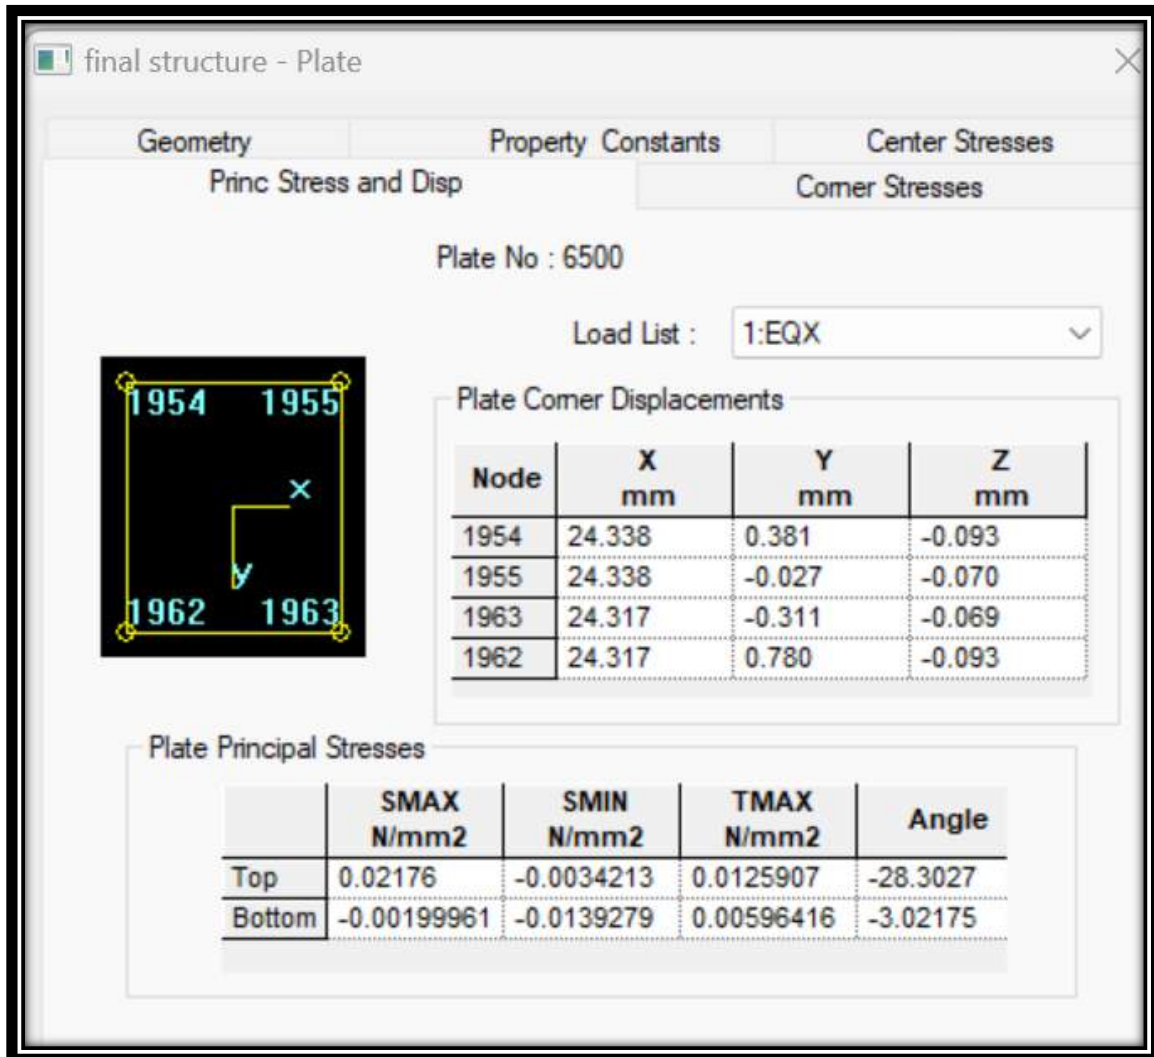 final structure - Plate
Geometry Property Constants Center Stresses
Princ Stress and Disp Corner Stresses
Plate No : 6500
Load List : 1:EQX
1954 1955
x
y
1962 1963
Plate Corner Displacements
Node X mm Y mm Z mm
1954 24.338 0.381 -0.093
1955 24.338 -0.027 -0.070
1963 24.317 -0.311 -0.069
1962 24.317 0.780 -0.093
Plate Principal Stresses
SMAX N/mm2 SMIN N/mm2 TMAX N/mm2 Angle
Top 0.02176 -0.0034213 0.0125907 -28.3027
Bottom -0.00199961 -0.0139279 0.00596416 -3.02175